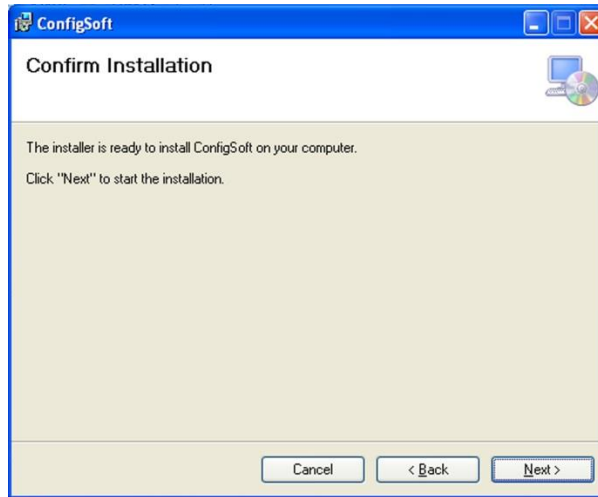 ConfigSoft
Confirm Installation
The installer is ready to install ConfigSoft on your computer.
Click "Next" to start the installation.
Cancel
< Back
Next >